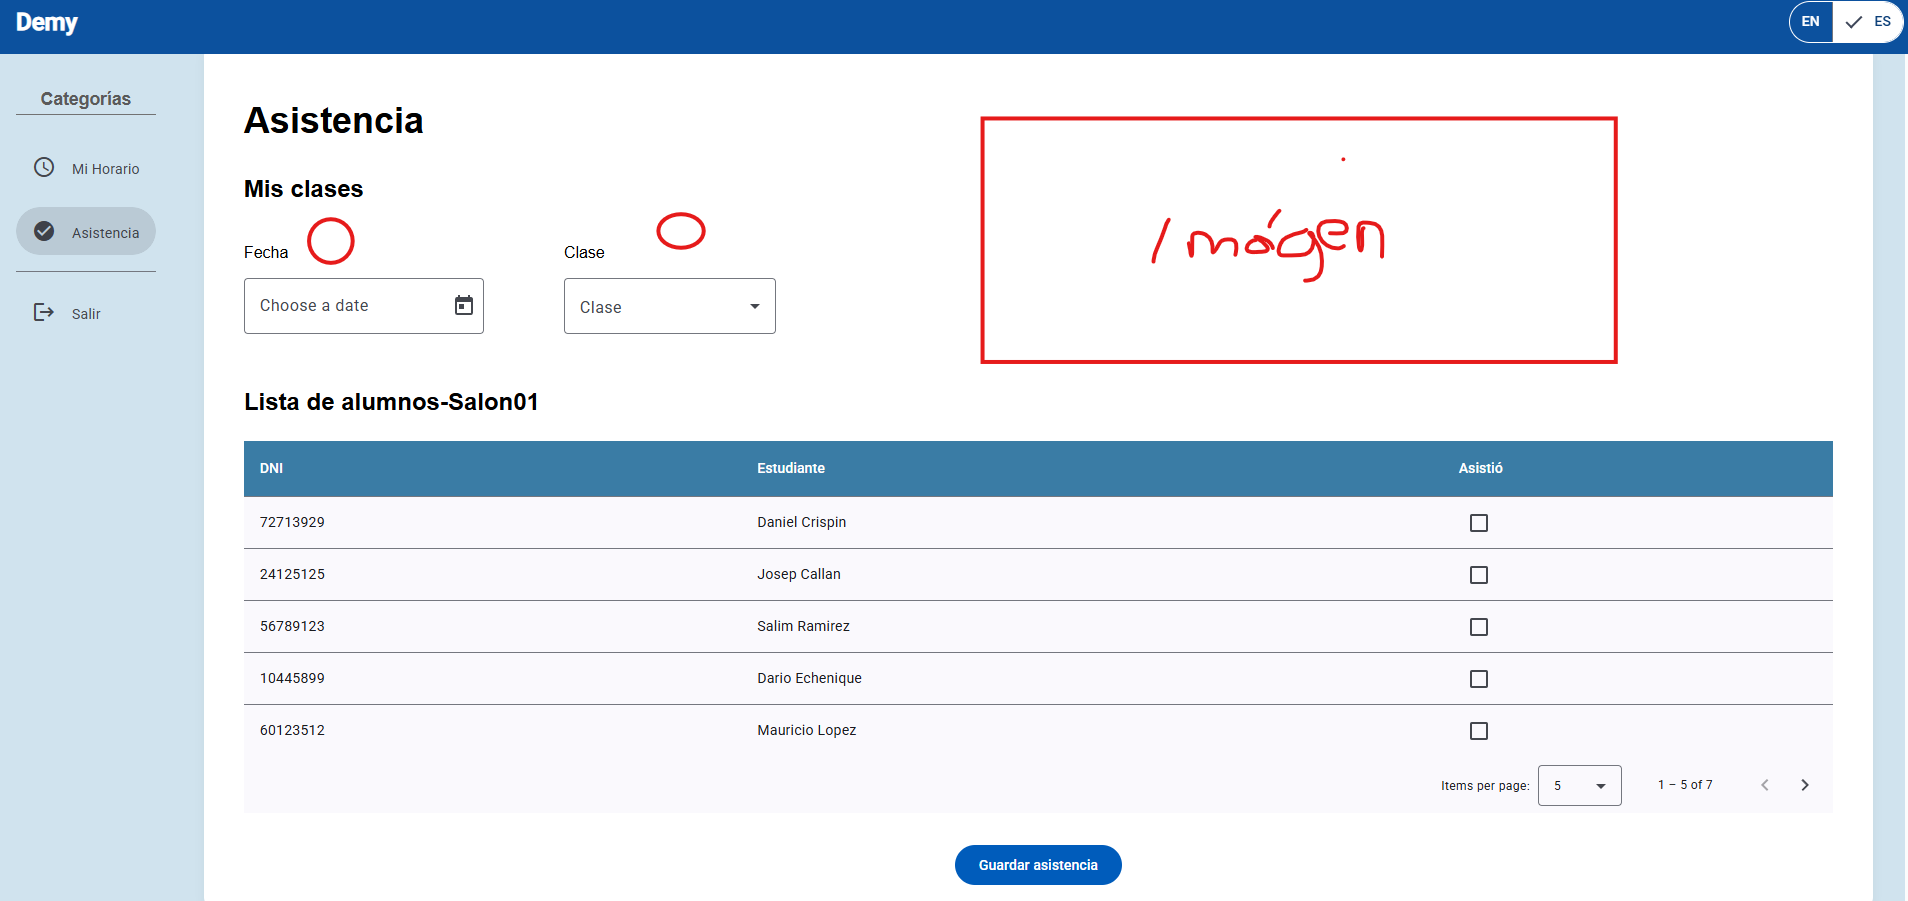 Demy
EN
ES
Categorías
Mi Horario
Asistencia
Salir
Asistencia
Mis clases
Fecha
Clase
Choose a date
Clase
Imágen
Lista de alumnos-Salon01
DNI Estudiante Asistió
72713929 Daniel Crispin
24125125 Josep Callan
56789123 Salim Ramirez
10445899 Dario Echenique
60123512 Mauricio Lopez
Items per page: 5 1 – 5 of 7
Guardar asistencia